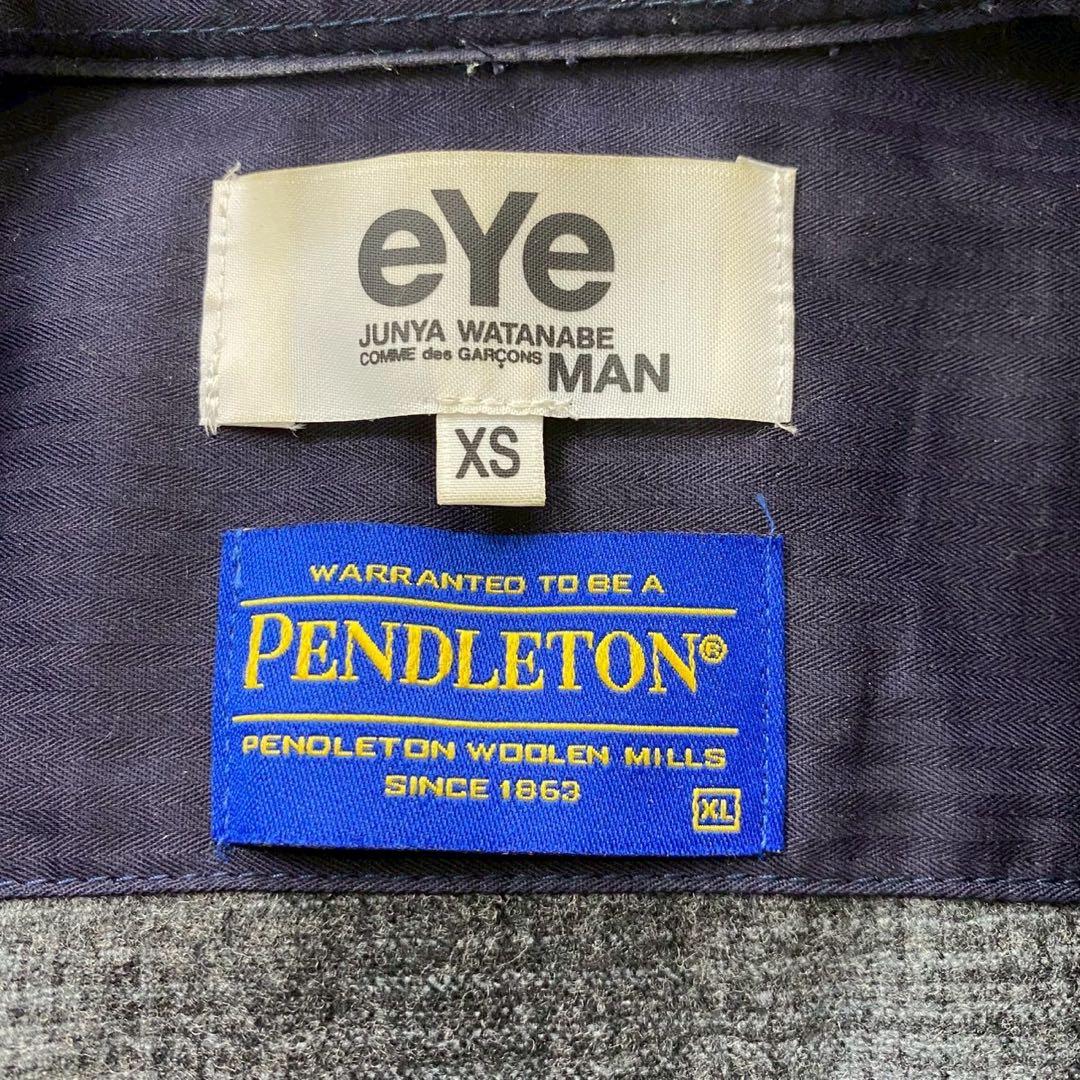 eYe
JUNYA WATANABE
COMME des GARÇONS MAN
XS
WARRANTED TO BE A
PENDLETON®
PENDLETON WOOLEN MILLS
SINCE 1863
XL